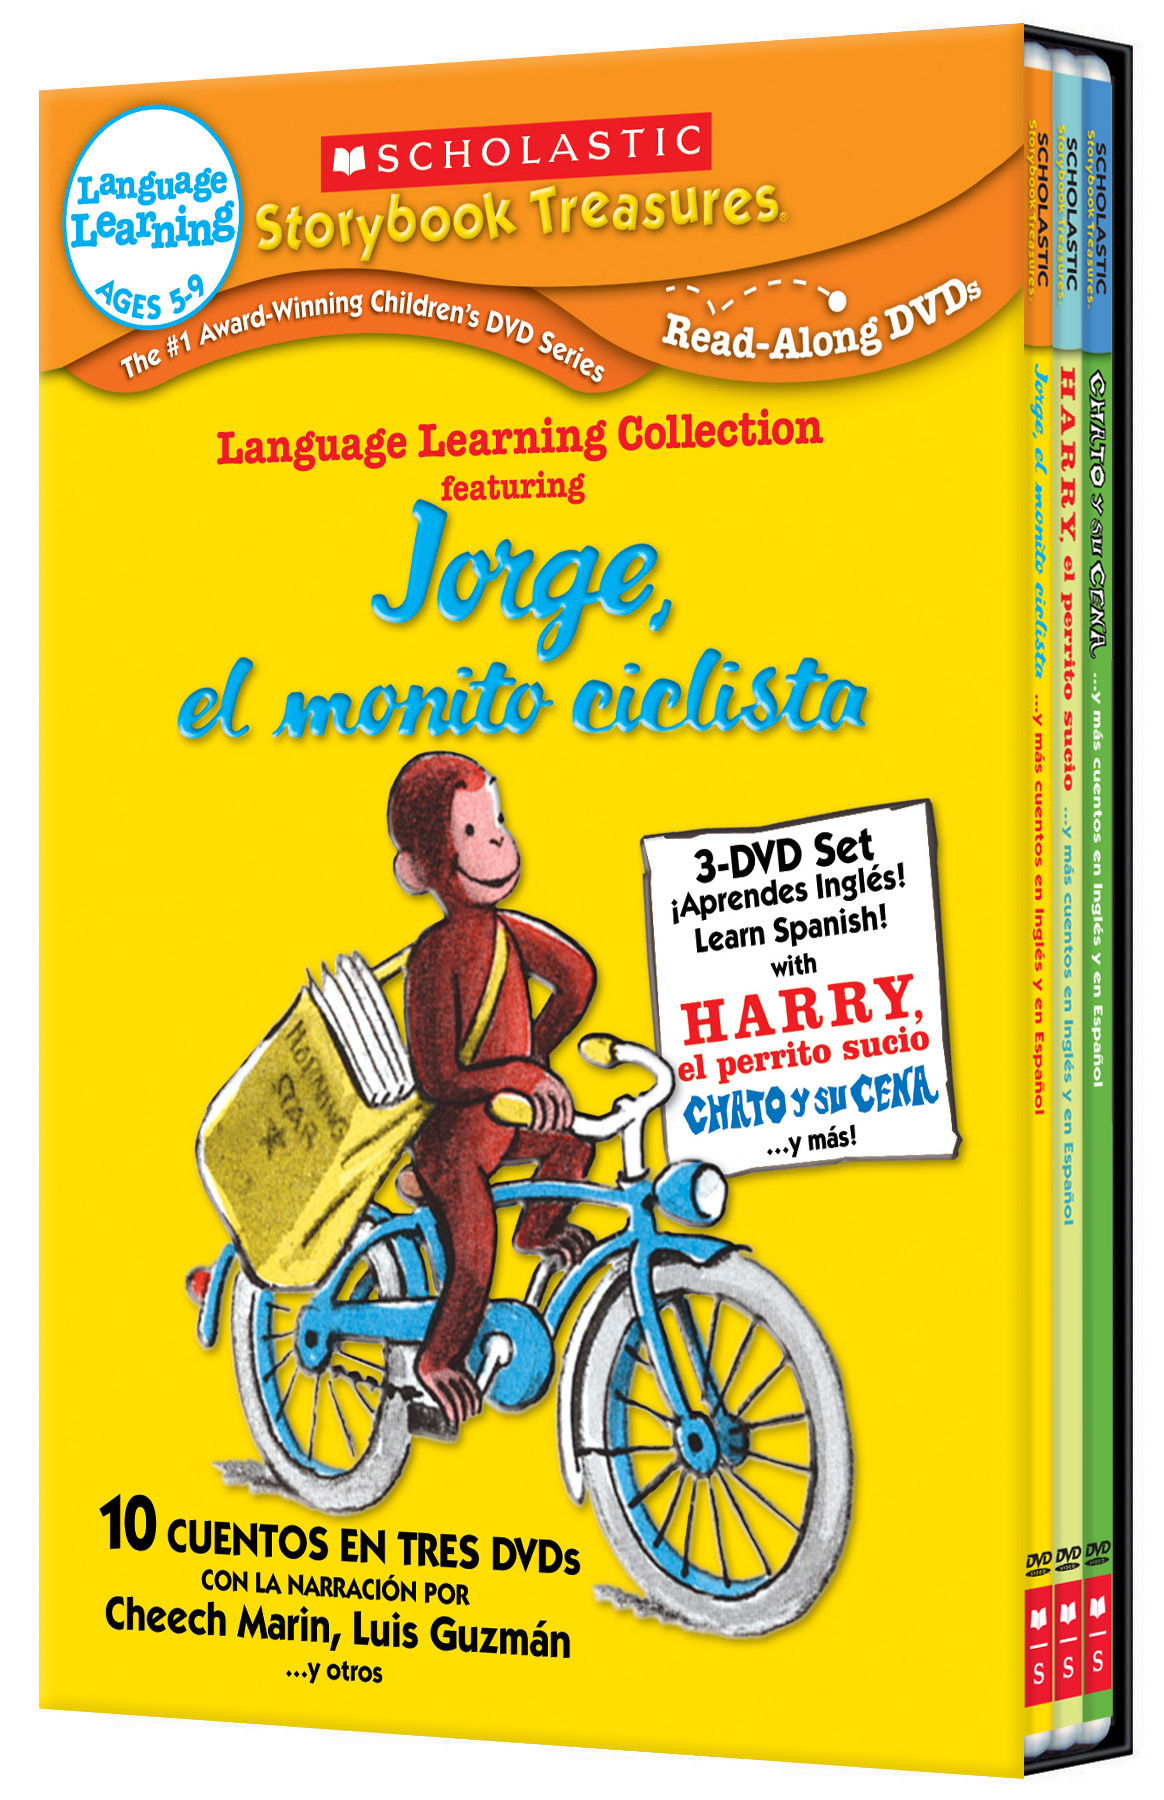 Language
Learning
AGES 5-9
SCHOLASTIC
Storybook Treasures®
The #1 Award-Winning Children's DVD Series
Read-Along DVDs
Language Learning Collection
featuring
Jorge,
el monito ciclista
3-DVD Set
¡Aprendes Inglés!
Learn Spanish!
with
HARRY,
el perrito sucio
CHATO Y SU CENA
...y más!
MORNING
STAR
*
10 CUENTOS EN TRES DVDs
CON LA NARRACIÓN POR
Cheech Marin, Luis Guzmán
...y otros
SCHOLASTIC
Storybook Treasures.
Jorge, el monito ciclista ...y más cuentos en Inglés y en Español
DVD
VIDEO
S
SCHOLASTIC
Storybook Treasures.
HARRY, el perrito sucio ...y más cuentos en Inglés y en Español
DVD
VIDEO
S
SCHOLASTIC
Storybook Treasures.
CHATO Y SU CENA ...y más cuentos en Inglés y en Español
DVD
VIDEO
S